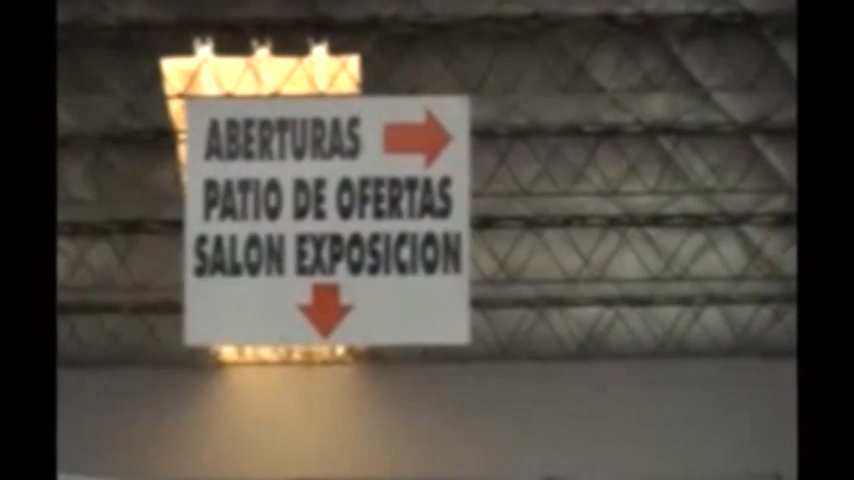 ABERTURAS
PATIO DE OFERTAS
SALON EXPOSICION